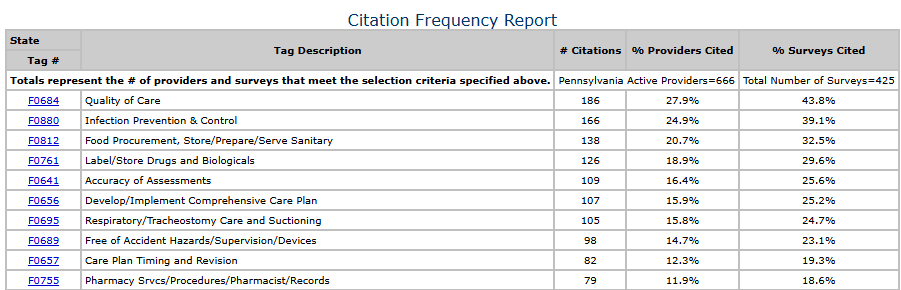 Citation Frequency Report
State
Tag # Tag Description # Citations % Providers Cited % Surveys Cited
Totals represent the # of providers and surveys that meet the selection criteria specified above. Pennsylvania Active Providers=666 Total Number of Surveys=425
F0684 Quality of Care 186 27.9% 43.8%
F0880 Infection Prevention & Control 166 24.9% 39.1%
F0812 Food Procurement, Store/Prepare/Serve Sanitary 138 20.7% 32.5%
F0761 Label/Store Drugs and Biologicals 126 18.9% 29.6%
F0641 Accuracy of Assessments 109 16.4% 25.6%
F0656 Develop/Implement Comprehensive Care Plan 107 15.9% 25.2%
F0695 Respiratory/Tracheostomy Care and Suctioning 105 15.8% 24.7%
F0689 Free of Accident Hazards/Supervision/Devices 98 14.7% 23.1%
F0657 Care Plan Timing and Revision 82 12.3% 19.3%
F0755 Pharmacy Srvcs/Procedures/Pharmacist/Records 79 11.9% 18.6%